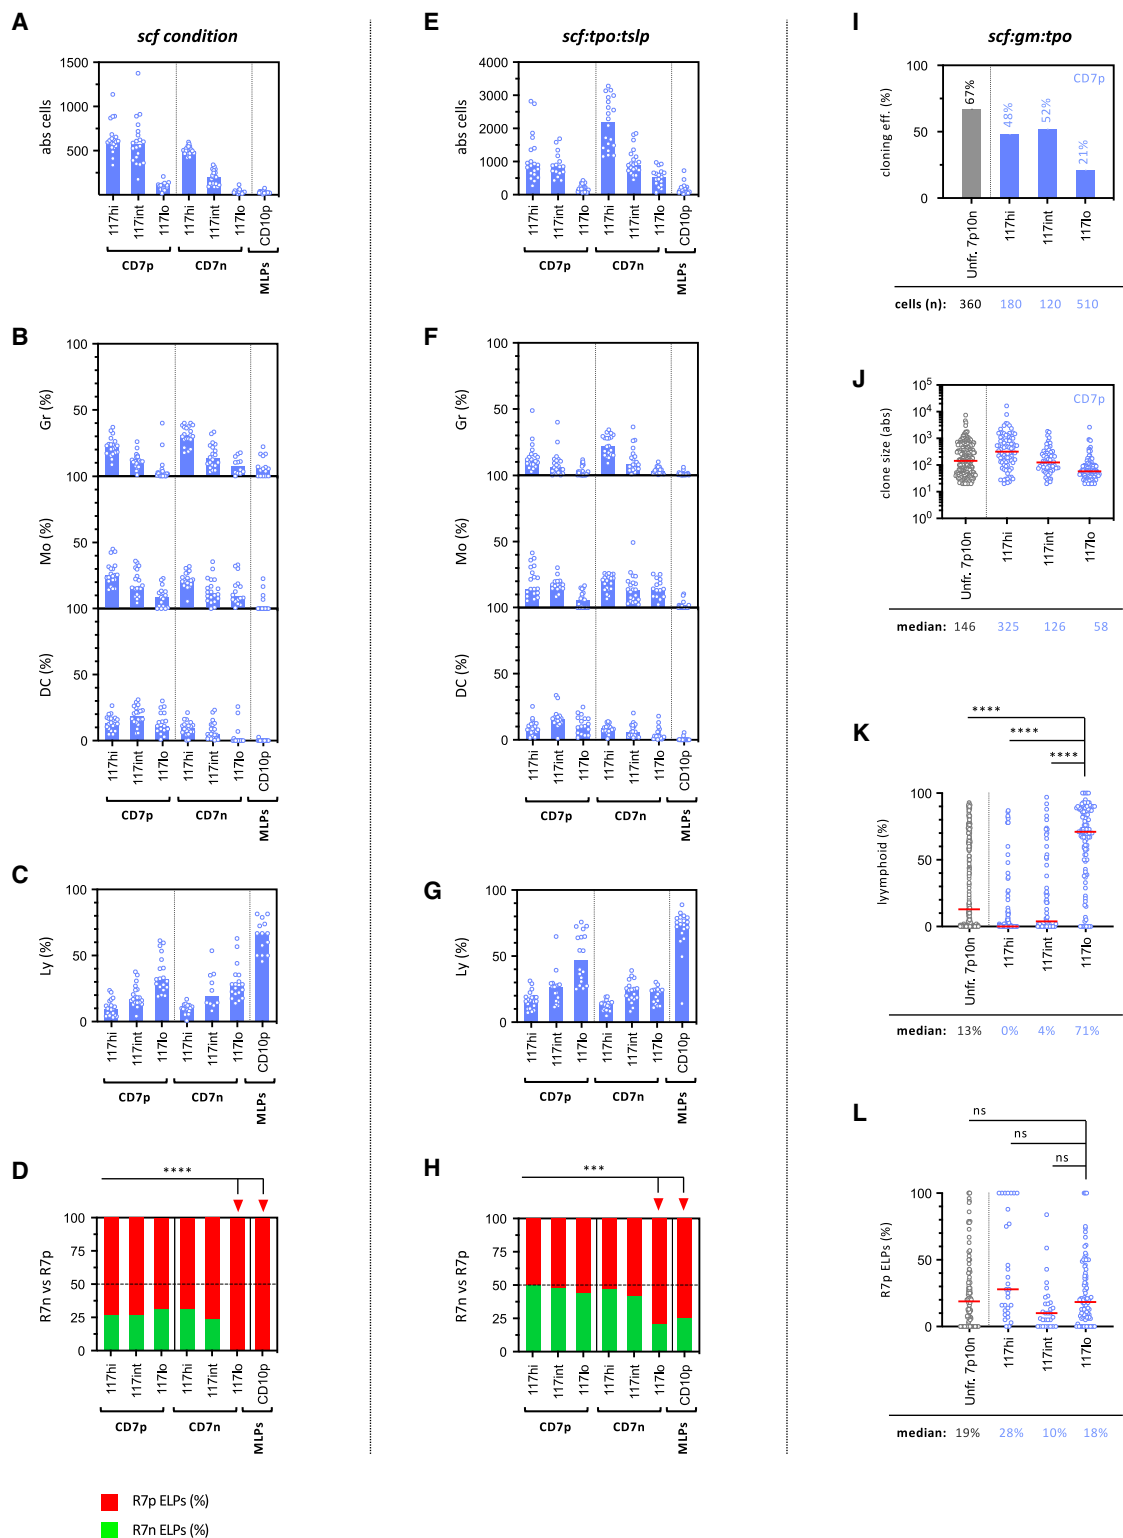 A
scf condition
abs cells
1500
1000
500
117hi
117int
117lo
117hi
117int
117lo
CD10p
CD7p
CD7n
MLPs
B
Gr (%)
100
50
100
Mo (%)
50
100
DC (%)
50
0
117hi
117int
117lo
117hi
117int
117lo
CD10p
CD7p
CD7n
MLPs
C
Ly (%)
100
50
0
117hi
117int
117lo
117hi
117int
117lo
CD10p
CD7p
CD7n
MLPs
D
****
R7n vs R7p
100
75
50
25
0
117hi
117int
117lo
117hi
117int
117lo
CD10p
CD7p
CD7n
MLPs
R7p ELPs (%)
R7n ELPs (%)
E
scf:tpo:tslp
abs cells
4000
3000
2000
1000
0
117hi
117int
117lo
117hi
117int
117lo
CD10p
CD7p
CD7n
MLPs
F
Gr (%)
100
50
100
Mo (%)
50
100
DC (%)
50
0
117hi
117int
117lo
117hi
117int
117lo
CD10p
CD7p
CD7n
MLPs
G
Ly (%)
100
50
0
117hi
117int
117lo
117hi
117int
117lo
CD10p
CD7p
CD7n
MLPs
H
***
R7n vs R7p
100
75
50
25
0
117hi
117int
117lo
117hi
117int
117lo
CD10p
CD7p
CD7n
MLPs
I
scf:gm:tpo
cloning eff. (%)
100
50
0
CD7p
67%
48%
52%
21%
Unfr. 7p10n
117hi
117int
117lo
cells (n): 360 180 120 510
J
clone size (abs)
10^5
10^4
10^3
10^2
10^1
10^0
CD7p
Unfr. 7p10n
117hi
117int
117lo
median: 146 325 126 58
K
****
****
****
lyymphoid (%)
100
50
0
Unfr. 7p10n
117hi
117int
117lo
median: 13% 0% 4% 71%
L
ns
ns
ns
R7p ELPs (%)
100
50
0
Unfr. 7p10n
117hi
117int
117lo
median: 19% 28% 10% 18%